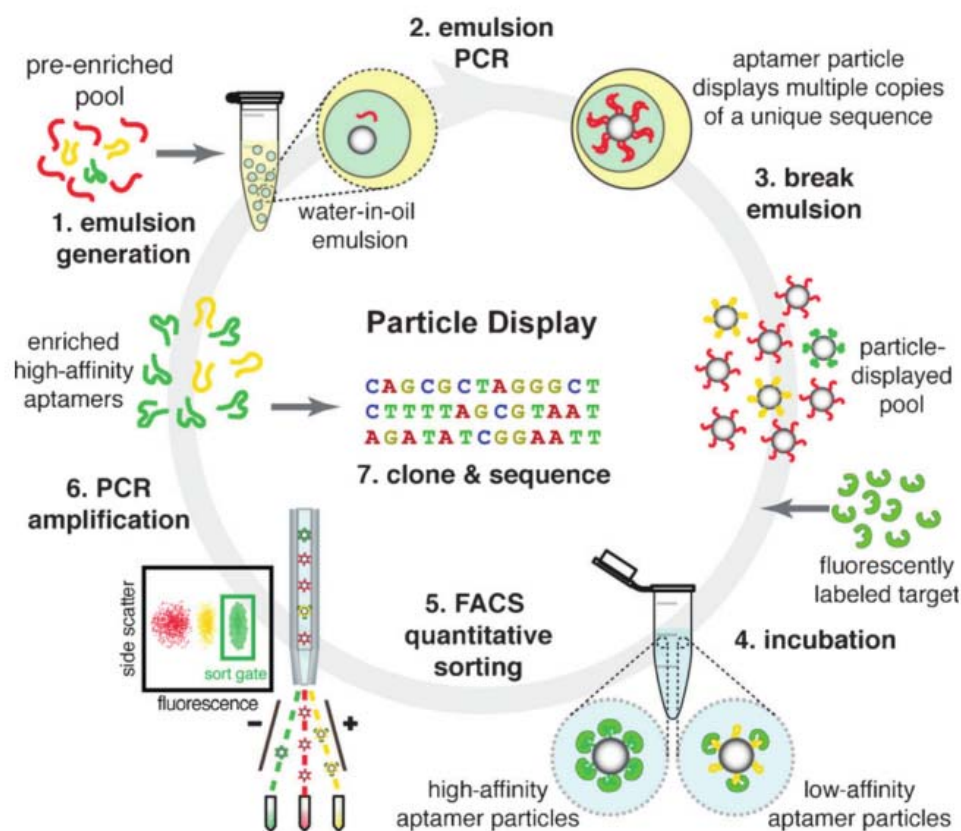 2. emulsion
PCR
pre-enriched
pool
aptamer particle
displays multiple copies
of a unique sequence
1. emulsion
generation
water-in-oil
emulsion
3. break
emulsion
Particle Display
enriched
high-affinity
aptamers
CAGCGCTAGGGCT
CTTTTAGCGTAAT
AGATATCGGAATT
7. clone & sequence
particle-
displayed
pool
fluorescently
labeled target
4. incubation
high-affinity
aptamer particles
low-affinity
aptamer particles
5. FACS
quantitative
sorting
6. PCR
amplification
side scatter
sort gate
fluorescence
-
+